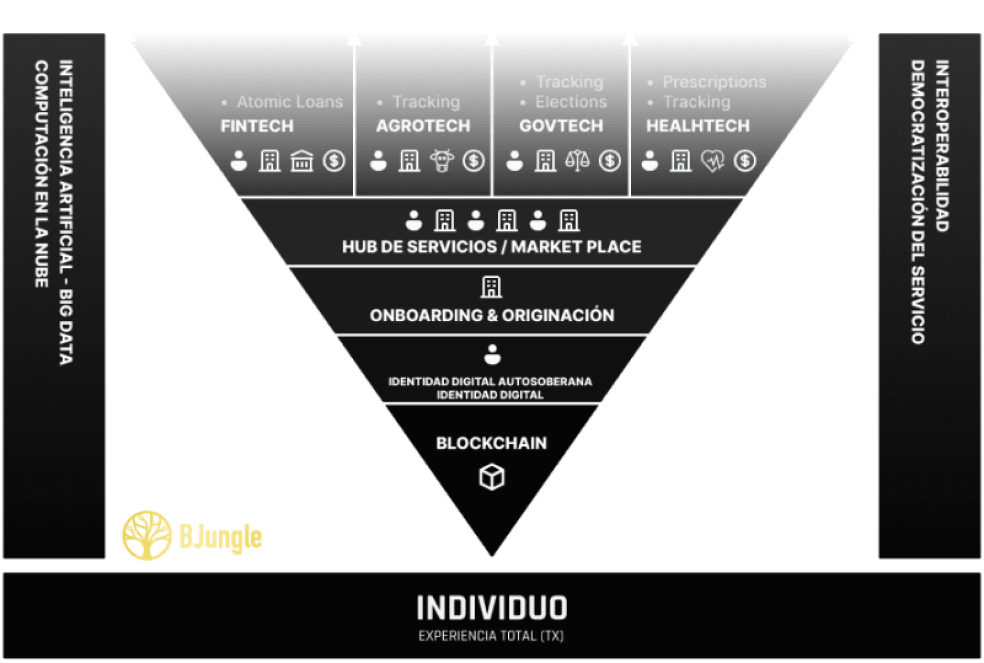 INTELIGENCIA ARTIFICIAL - BIG DATA
COMPUTACIÓN EN LA NUBE
• Atomic Loans
FINTECH
• Tracking
AGROTECH
• Tracking
• Elections
GOVTECH
• Prescriptions
• Tracking
HEALHTECH
HUB DE SERVICIOS / MARKET PLACE
ONBOARDING & ORIGINACIÓN
IDENTIDAD DIGITAL AUTOSOBERANA
IDENTIDAD DIGITAL
BLOCKCHAIN
INTEROPERABILIDAD
DEMOCRATIZACIÓN DEL SERVICIO
BJungle
INDIVIDUO
EXPERIENCIA TOTAL (TX)